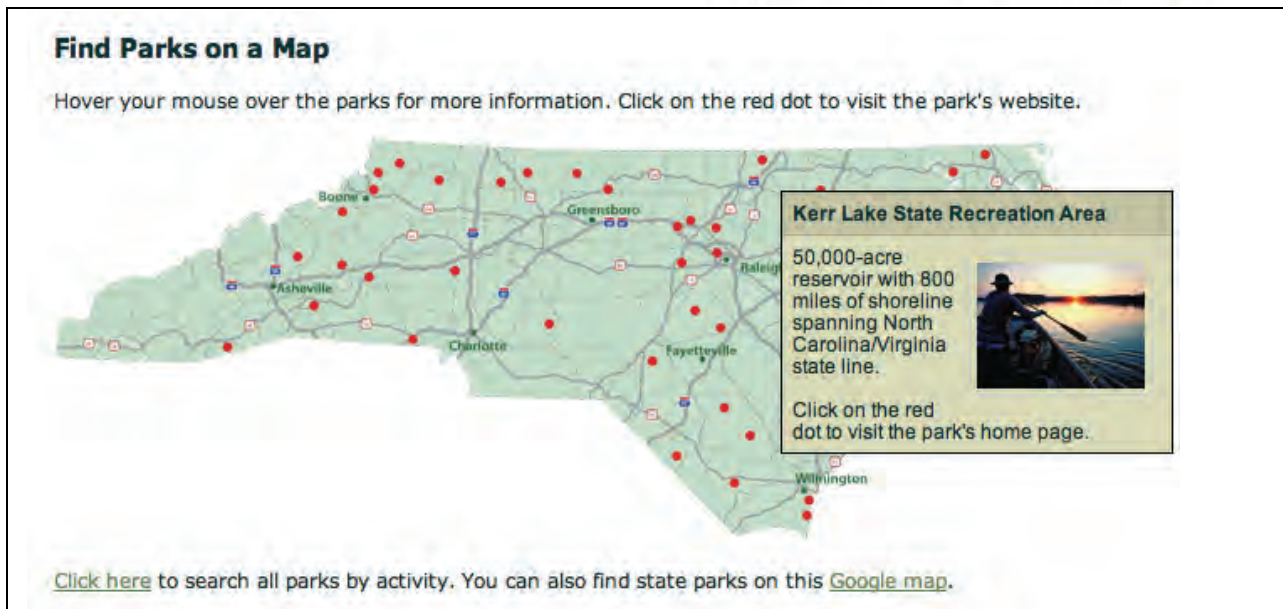 Find Parks on a Map
Hover your mouse over the parks for more information. Click on the red dot to visit the park's website.
Boone
Greensboro
Kerr Lake State Recreation Area
50,000-acre
reservoir with 800
miles of shoreline
spanning North
Carolina/Virginia
state line.
Click on the red
dot to visit the park's home page.
Raleig
Asheville
Charlotte
Fayetteville
Wilmington
Click here to search all parks by activity. You can also find state parks on this Google map.